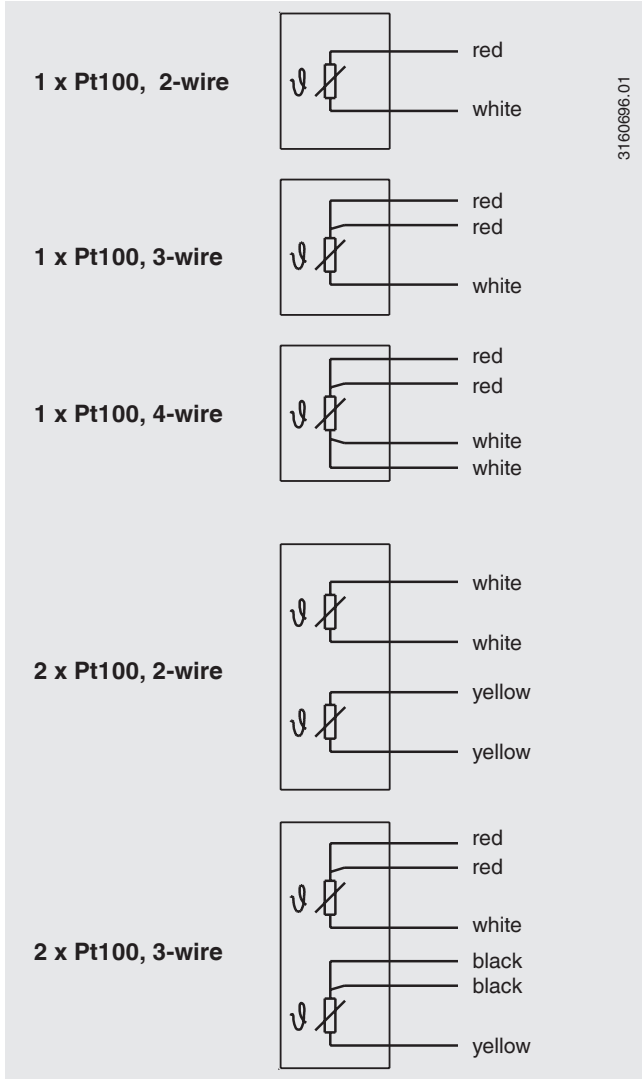 1 x Pt100, 2-wire
red
white
3160696.01
1 x Pt100, 3-wire
red
red
white
1 x Pt100, 4-wire
red
red
white
white
2 x Pt100, 2-wire
white
white
yellow
yellow
2 x Pt100, 3-wire
red
red
white
black
black
yellow
ϑ
ϑ
ϑ
ϑ
ϑ
ϑ
ϑ